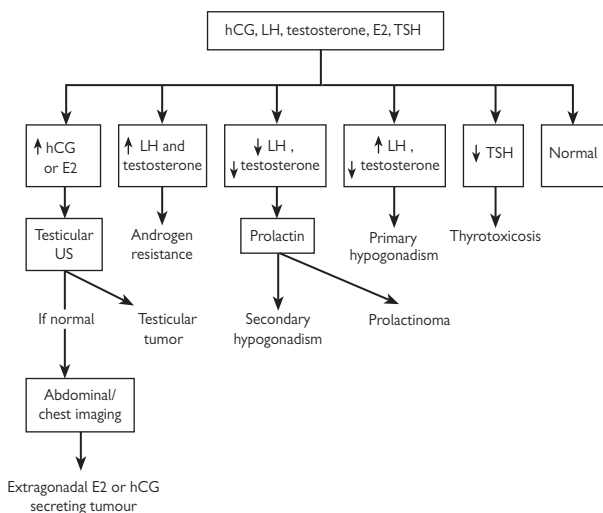 hCG, LH, testosterone, E2, TSH
↑ hCG
or E2
↑ LH and
testosterone
↓ LH ,
↓ testosterone
↑ LH ,
↓ testosterone
↓ TSH
Normal
Testicular
US
Androgen
resistance
Prolactin
Primary
hypogonadism
Thyrotoxicosis
If normal
Testicular
tumor
Secondary
hypogonadism
Prolactinoma
Abdominal/
chest imaging
Extragonadal E2 or hCG
secreting tumour